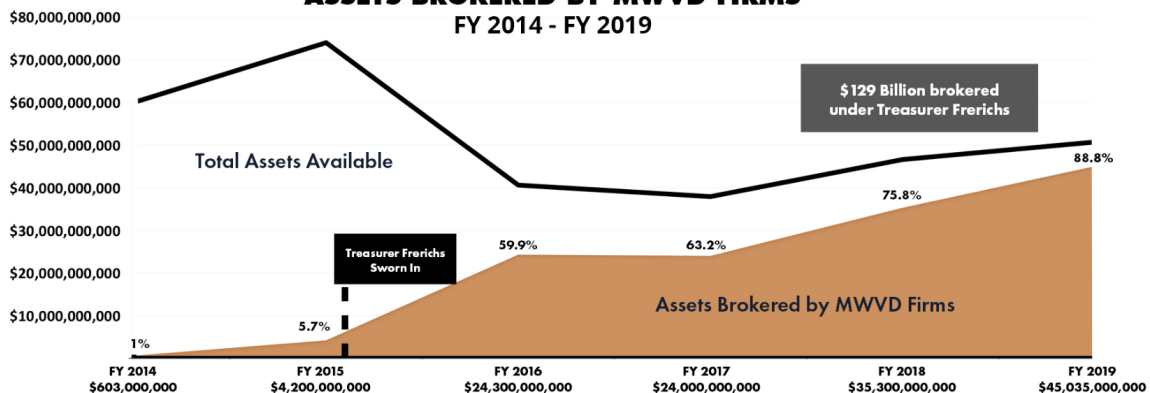 ASSETS BROKERED BY MWVD FIRMS
FY 2014 - FY 2019
$80,000,000,000
$70,000,000,000
$60,000,000,000
$50,000,000,000
$40,000,000,000
$30,000,000,000
$20,000,000,000
$10,000,000,000
$129 Billion brokered
under Treasurer Frerichs
Total Assets Available
Treasurer Frerichs
Sworn In
Assets Brokered by MWVD Firms
1%
5.7%
59.9%
63.2%
75.8%
88.8%
FY 2014 FY 2015 FY 2016 FY 2017 FY 2018 FY 2019
$603,000,000 $4,200,000,000 $24,300,000,000 $24,000,000,000 $35,300,000,000 $45,035,000,000